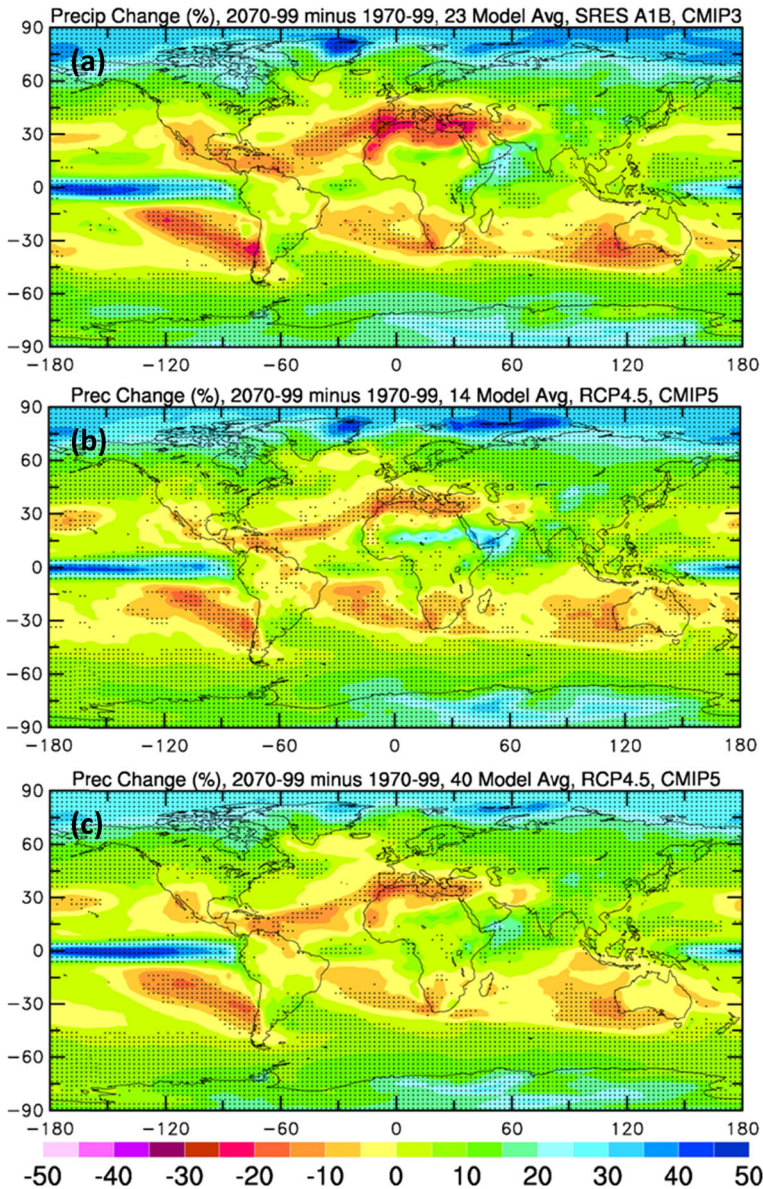 Precip Change (%), 2070-99 minus 1970-99, 23 Model Avg, SRES A1B, CMIP3
(a)
90
60
30
0
−30
−60
−90
−180 −120 −60 0 60 120 180
Prec Change (%), 2070-99 minus 1970-99, 14 Model Avg, RCP4.5, CMIP5
(b)
90
60
30
0
−30
−60
−90
−180 −120 −60 0 60 120 180
Prec Change (%), 2070-99 minus 1970-99, 40 Model Avg, RCP4.5, CMIP5
(c)
90
60
30
0
−30
−60
−90
−180 −120 −60 0 60 120 180
-50 -40 -30 -20 -10 0 10 20 30 40 50